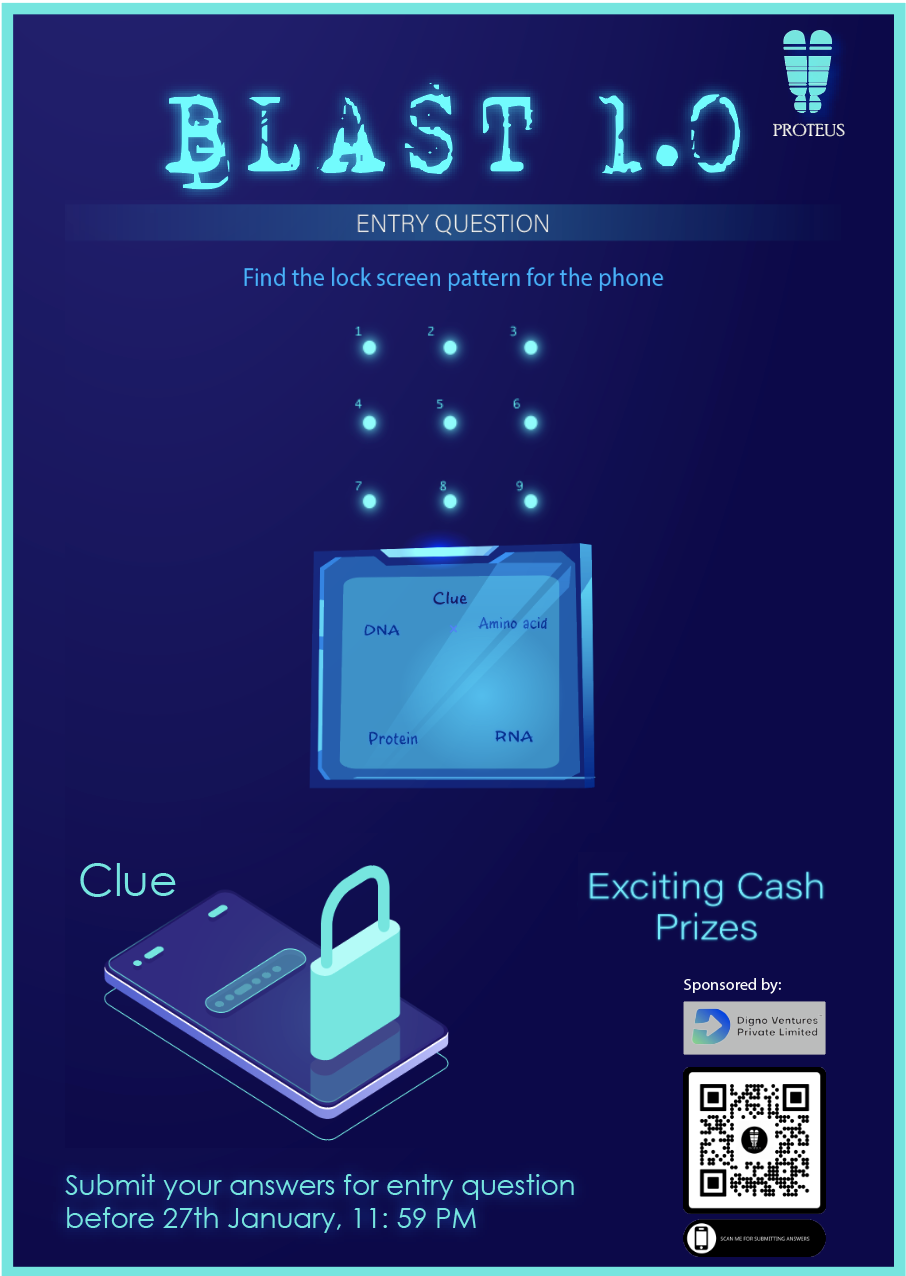 BLAST 1.0
PROTEUS
ENTRY QUESTION
Find the lock screen pattern for the phone
1 2 3
4 5 6
7 8 9
Clue
DNA Amino acid
Protein RNA
Clue
Exciting Cash
Prizes
Sponsored by:
Digno Ventures
Private Limited
SCAN ME FOR SUBMITTING ANSWERS
Submit your answers for entry question
before 27th January, 11: 59 PM